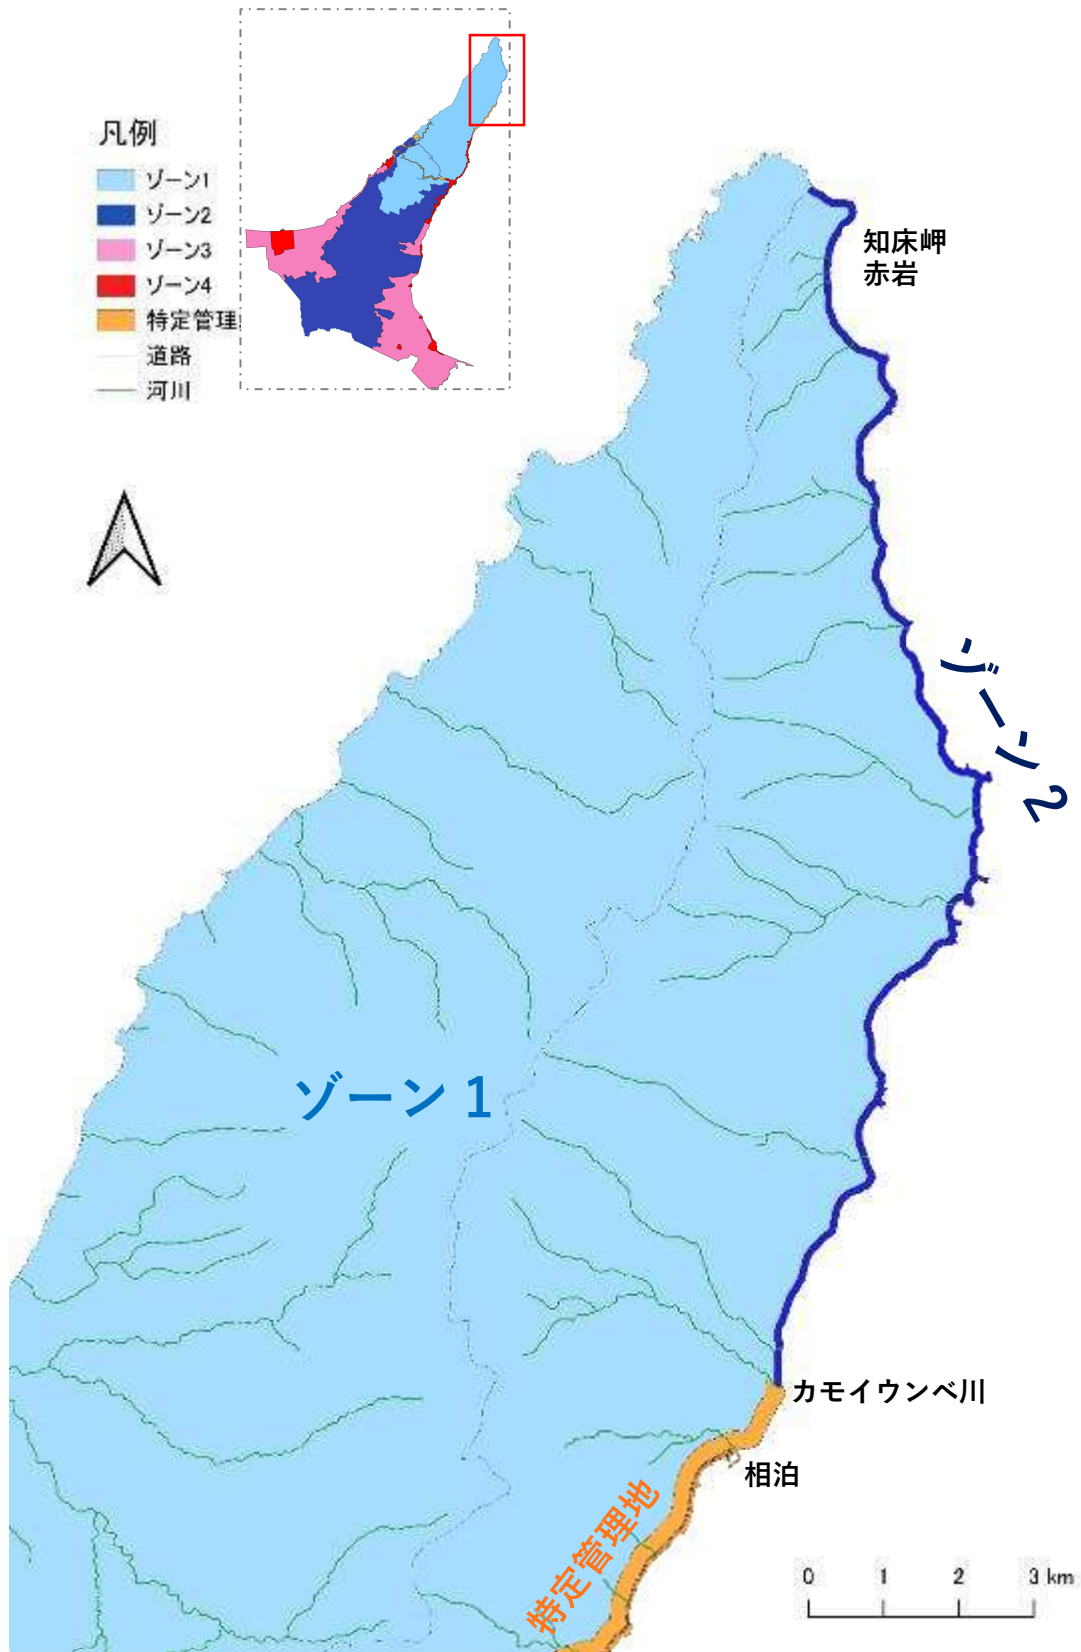 凡例
ゾーン1
ゾーン2
ゾーン3
ゾーン4
特定管理
道路
河川
知床岬
赤岩
ゾーン2
ゾーン1
カモイウンベ川
相泊
特定管理地
0 1 2 3 km